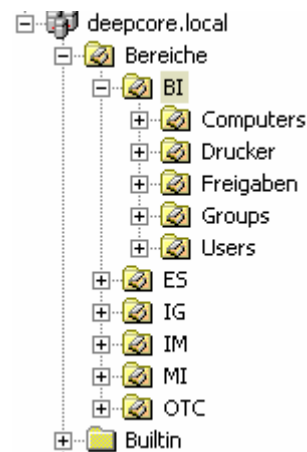 deepcore.local
Bereiche
BI
Computers
Drucker
Freigaben
Groups
Users
ES
IG
IM
MI
OTC
Builtin